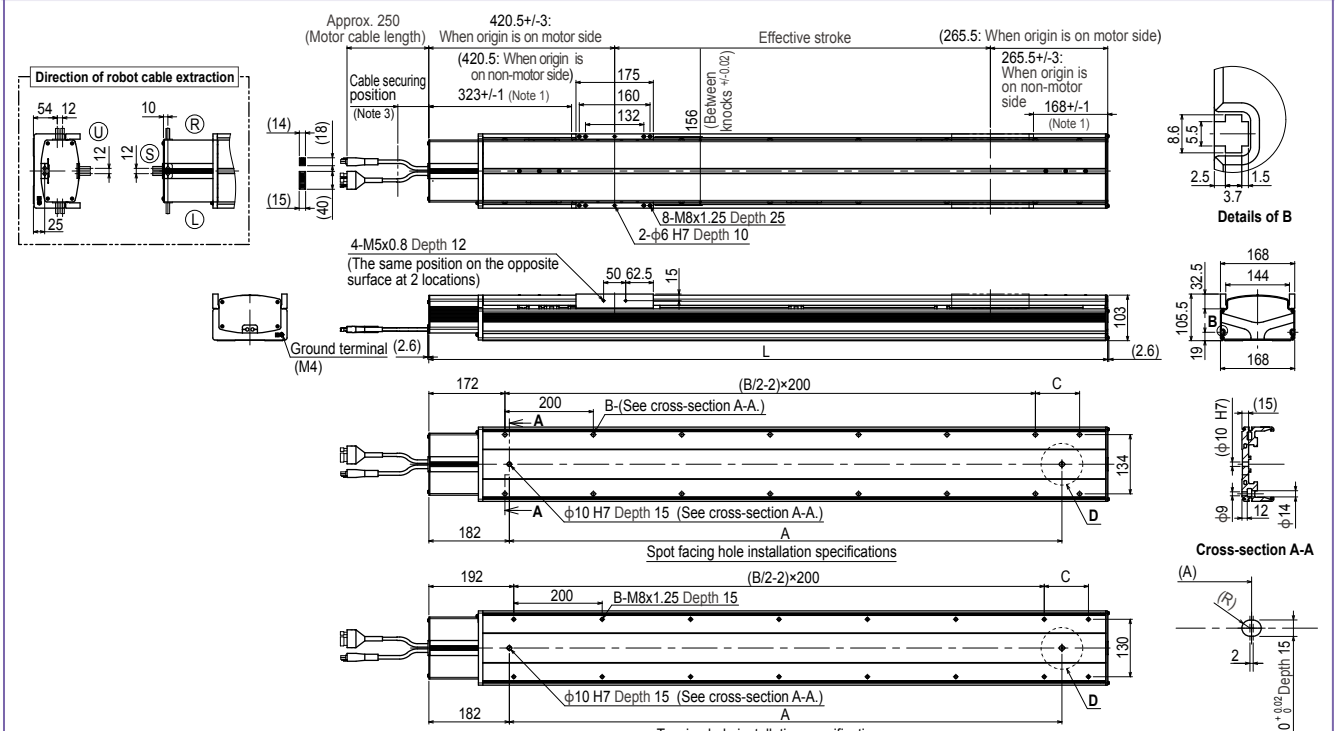 Approx. 250
(Motor cable length)
420.5+/-3:
When origin is on motor side
(420.5: When origin is
on non-motor side)
Effective stroke
(265.5: When origin is on motor side)
265.5+/-3:
When origin is
on non-motor
side
168+/-1
(Note 1)
Direction of robot cable extraction
54
12
U
10
R
12
12
S
L
25
Cable securing
position
(Note 3)
323+/-1 (Note 1)
175
160
132
156
(Between
knocks +/-0.02)
(14)
(18)
(15)
(40)
8-M8x1.25 Depth 25
2-φ6 H7 Depth 10
8.6
5.5
2.5
1.5
3.7
Details of B
4-M5x0.8 Depth 12
(The same position on the opposite
surface at 2 locations)
50
62.5
15
103
168
144
32.5
105.5
B
19
168
Ground terminal
(M4)
(2.6)
L
(2.6)
172
(B/2-2)×200
C
200
B-(See cross-section A-A.)
A
134
A
φ10 H7 Depth 15 (See cross-section A-A.)
D
182
A
Spot facing hole installation specifications
(15)
φ10 H7)
φ9
12
φ14
Cross-section A-A
192
(B/2-2)×200
C
200
B-M8x1.25 Depth 15
130
φ10 H7 Depth 15 (See cross-section A-A.)
D
182
A
(A)
(R)
2
0 +0.02 0 Depth 15